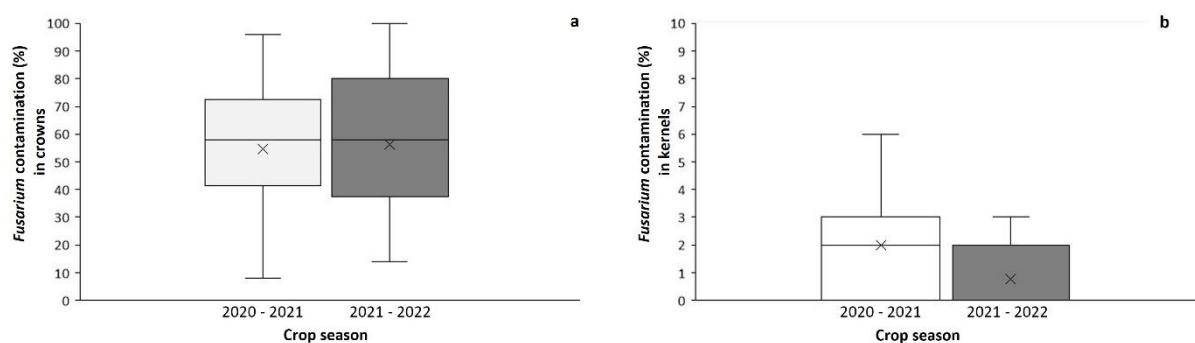 a
Fusarium contamination (%)
in crowns
100
90
80
70
60
50
40
30
20
10
0
2020 - 2021
2021 - 2022
Crop season
b
Fusarium contamination (%)
in kernels
10
9
8
7
6
5
4
3
2
1
0
2020 - 2021
2021 - 2022
Crop season